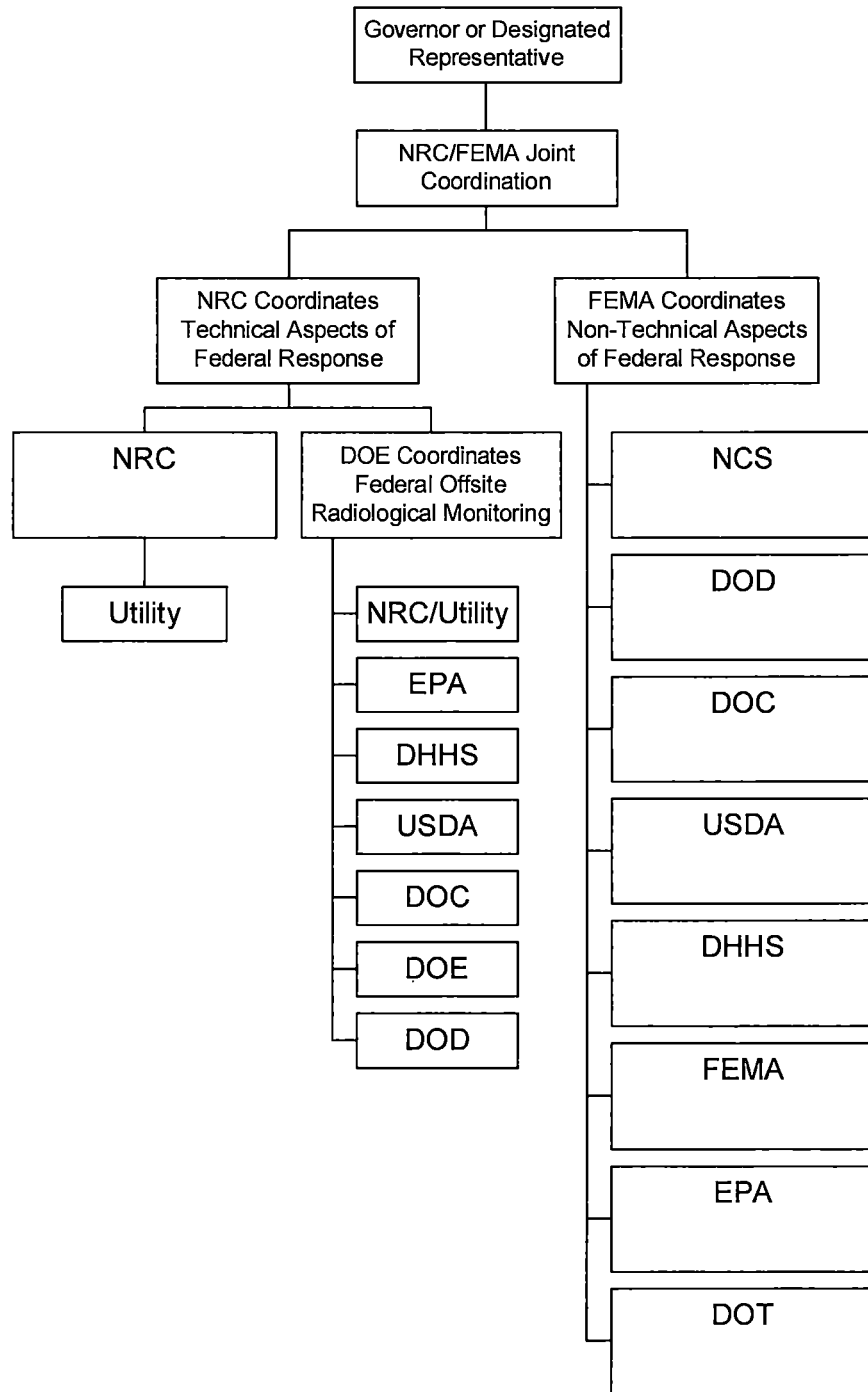 Governor or Designated
Representative
NRC/FEMA Joint
Coordination
NRC Coordinates
Technical Aspects of
Federal Response
FEMA Coordinates
Non-Technical Aspects
of Federal Response
NRC
DOE Coordinates
Federal Offsite
Radiological Monitoring
Utility
NRC/Utility
EPA
DHHS
USDA
DOC
DOE
DOD
NCS
DOD
DOC
USDA
DHHS
FEMA
EPA
DOT